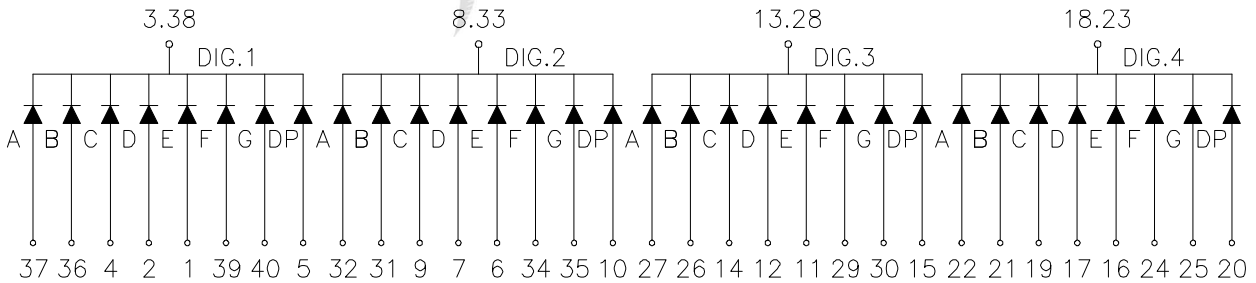 3.38 8.33 13.28 18.23
DIG.1 DIG.2 DIG.3 DIG.4
A B C D E F G DP A B C D E F G DP A B C D E F G DP A B C D E F G DP
37 36 4 2 1 39 40 5 32 31 9 7 6 34 35 10 27 26 14 12 11 29 30 15 22 21 19 17 16 24 25 20